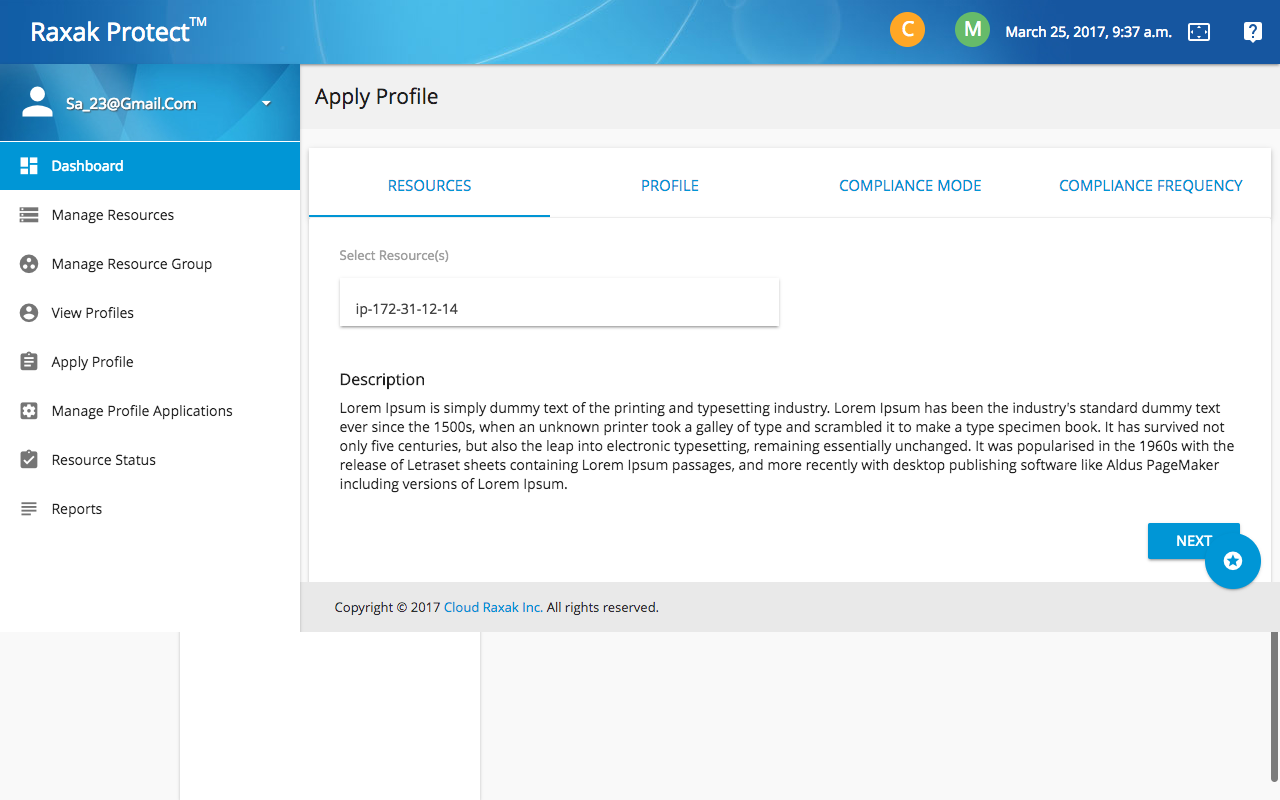 Raxak Protect™
C
M
March 25, 2017, 9:37 a.m.
Sa_23@Gmail.Com
Dashboard
Manage Resources
Manage Resource Group
View Profiles
Apply Profile
Manage Profile Applications
Resource Status
Reports
Apply Profile
RESOURCES
PROFILE
COMPLIANCE MODE
COMPLIANCE FREQUENCY
Select Resource(s)
ip-172-31-12-14
Description
Lorem Ipsum is simply dummy text of the printing and typesetting industry. Lorem Ipsum has been the industry's standard dummy text
ever since the 1500s, when an unknown printer took a galley of type and scrambled it to make a type specimen book. It has survived not
only five centuries, but also the leap into electronic typesetting, remaining essentially unchanged. It was popularised in the 1960s with the
release of Letraset sheets containing Lorem Ipsum passages, and more recently with desktop publishing software like Aldus PageMaker
including versions of Lorem Ipsum.
NEXT
Copyright © 2017 Cloud Raxak Inc. All rights reserved.